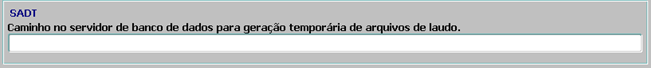 SADT
Caminho no servidor de banco de dados para geração temporária de arquivos de laudo.